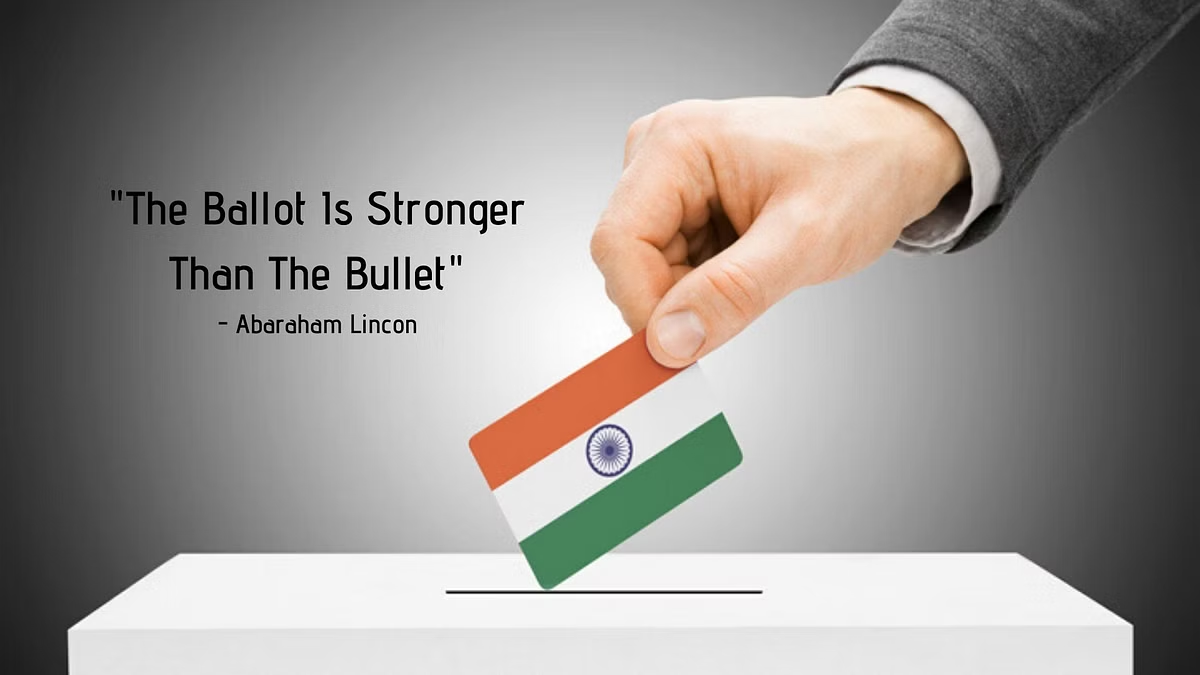 "The Ballot Is Stronger
Than The Bullet"
- Abaraham Lincon